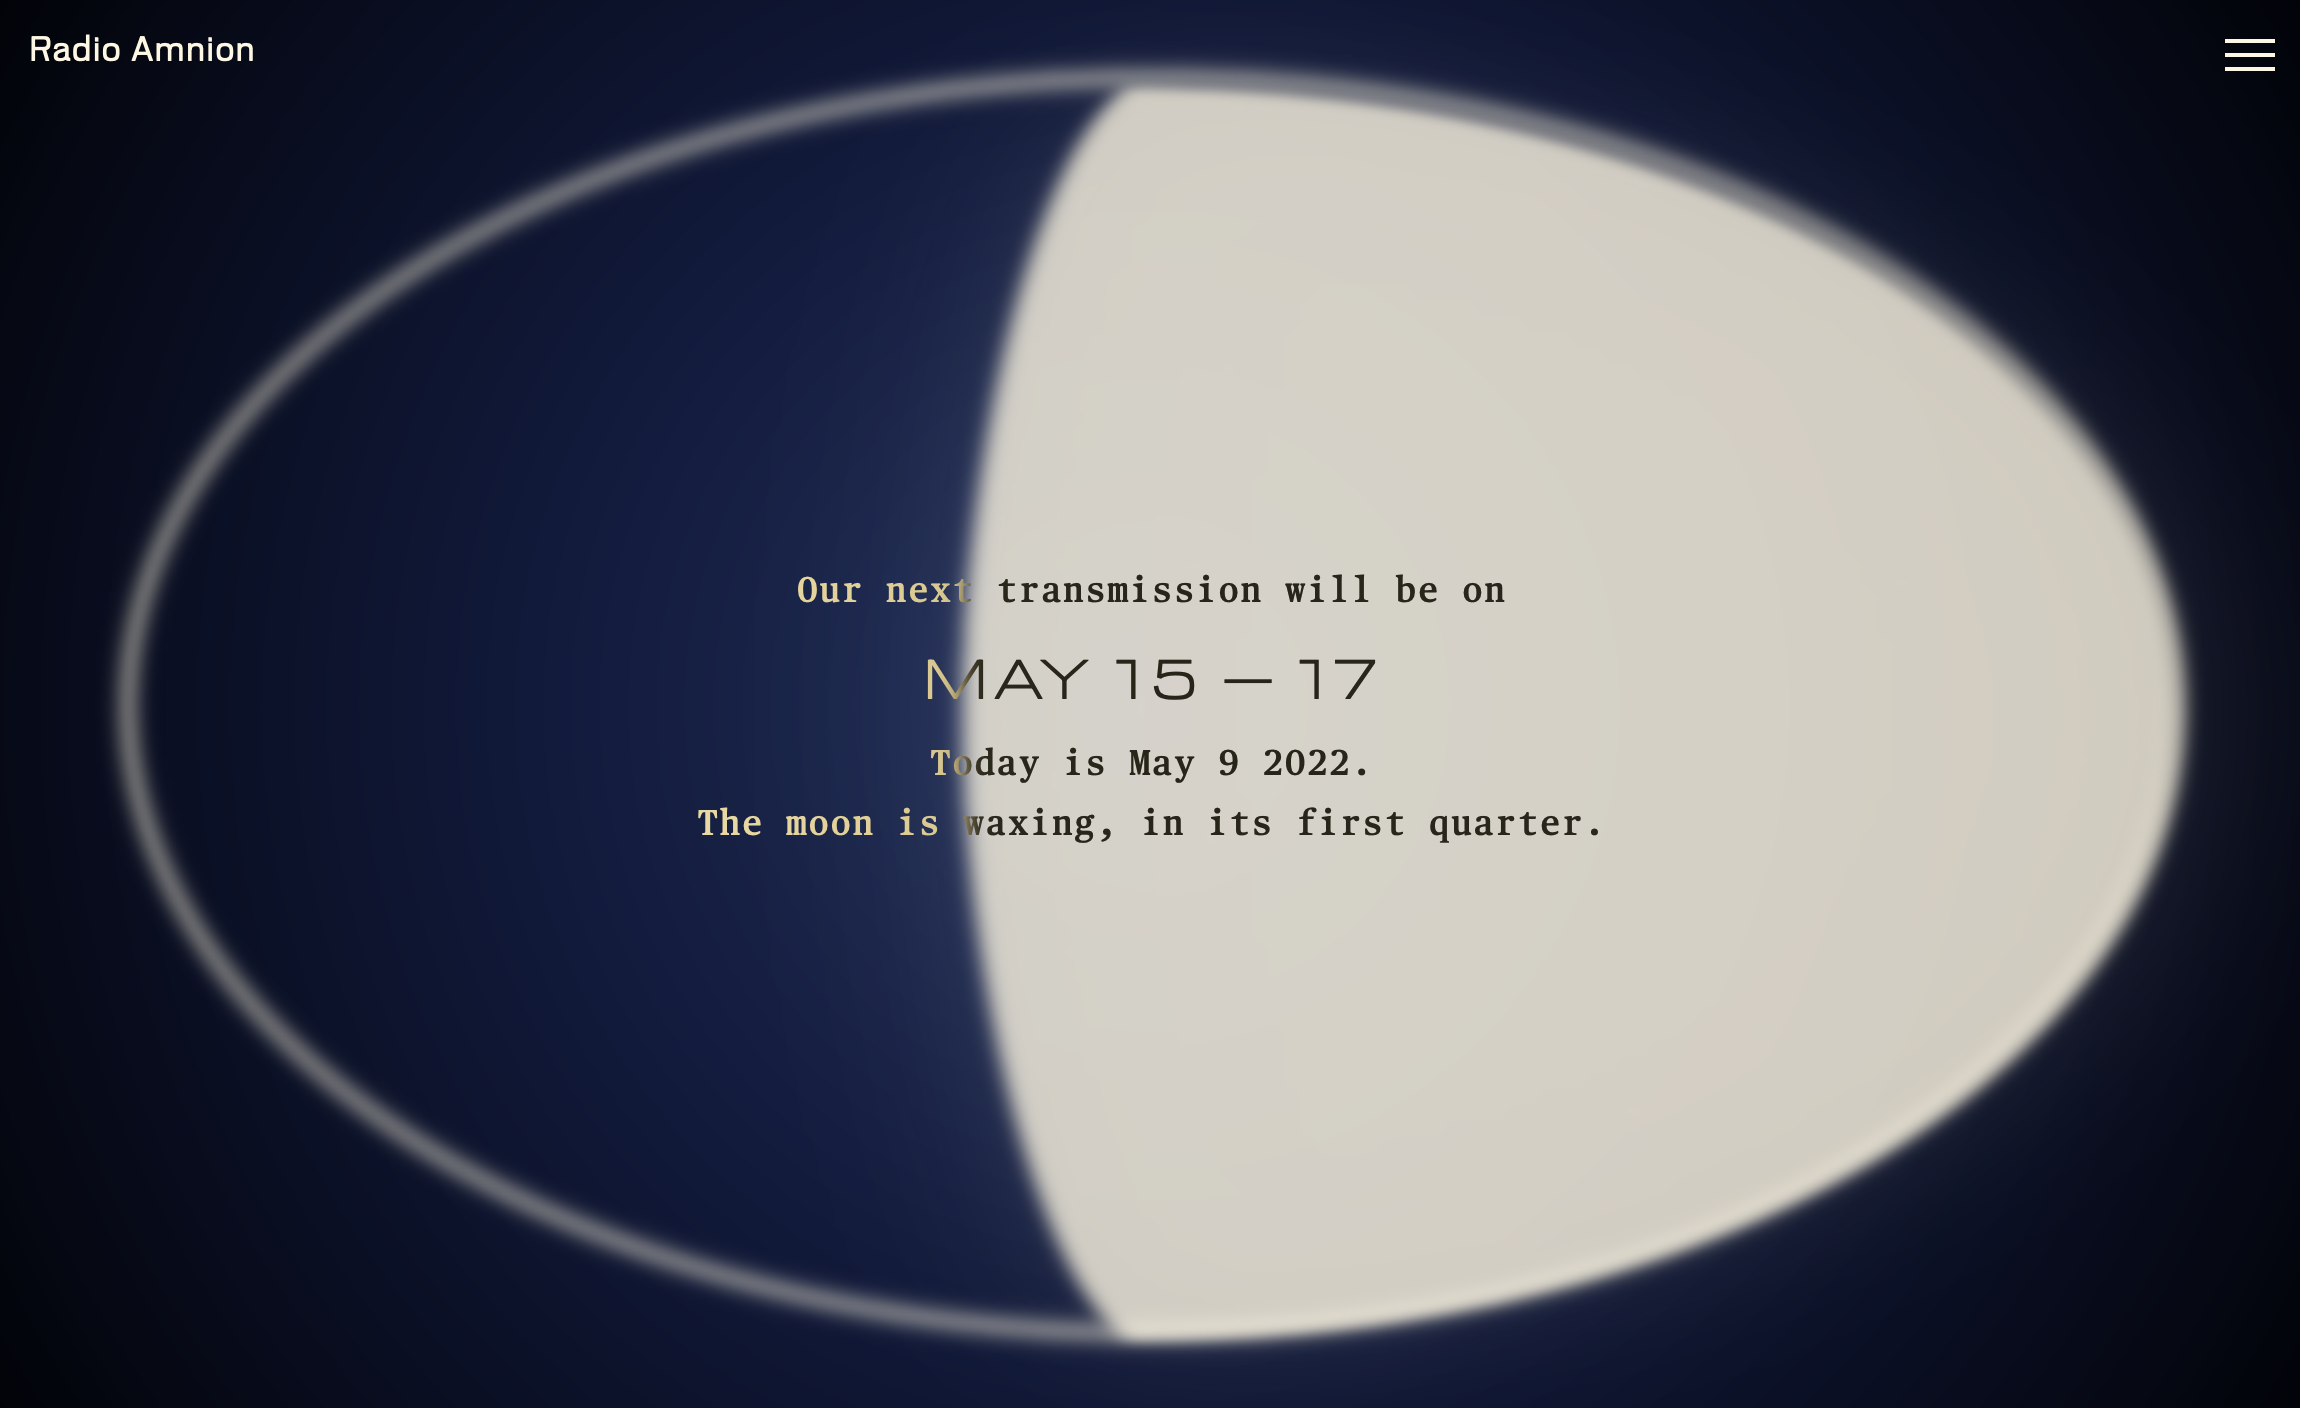 Radio Amnion
Our next transmission will be on
MAY 15 – 17
Today is May 9 2022.
The moon is waxing, in its first quarter.